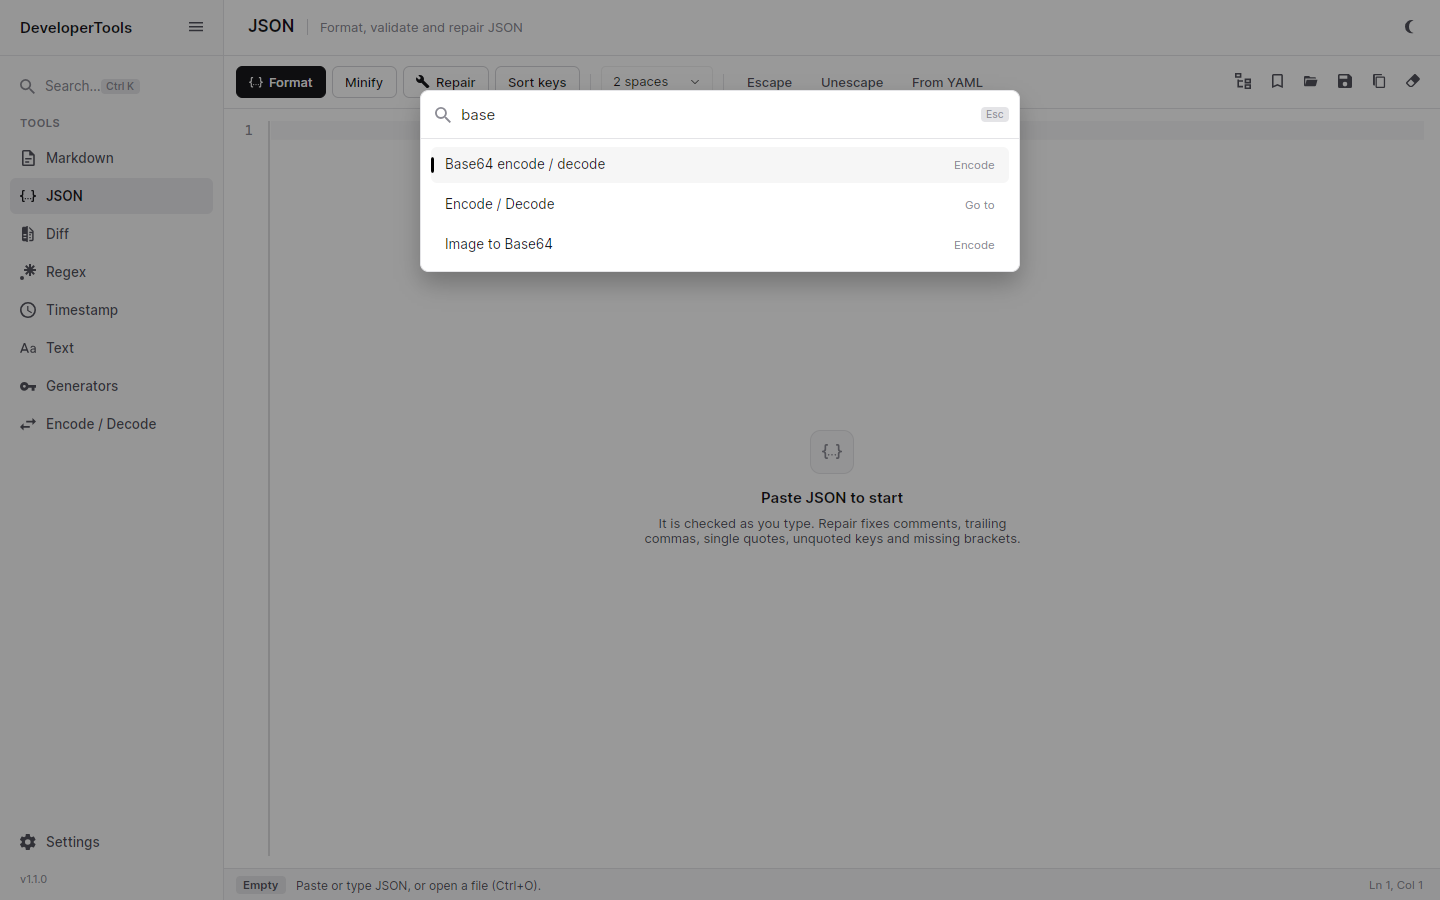 DeveloperTools
JSON
Format, validate and repair JSON
Search...
Ctrl K
Format
Minify
Repair
Sort keys
2 spaces
Escape
Unescape
From YAML
base
Esc
Base64 encode / decode
Encode
Encode / Decode
Go to
Image to Base64
Encode
TOOLS
Markdown
JSON
Diff
Regex
Timestamp
Aa Text
Generators
Encode / Decode
1
Paste JSON to start
It is checked as you type. Repair fixes comments, trailing
commas, single quotes, unquoted keys and missing brackets.
Settings
v1.1.0
Empty
Paste or type JSON, or open a file (Ctrl+O).
Ln 1, Col 1